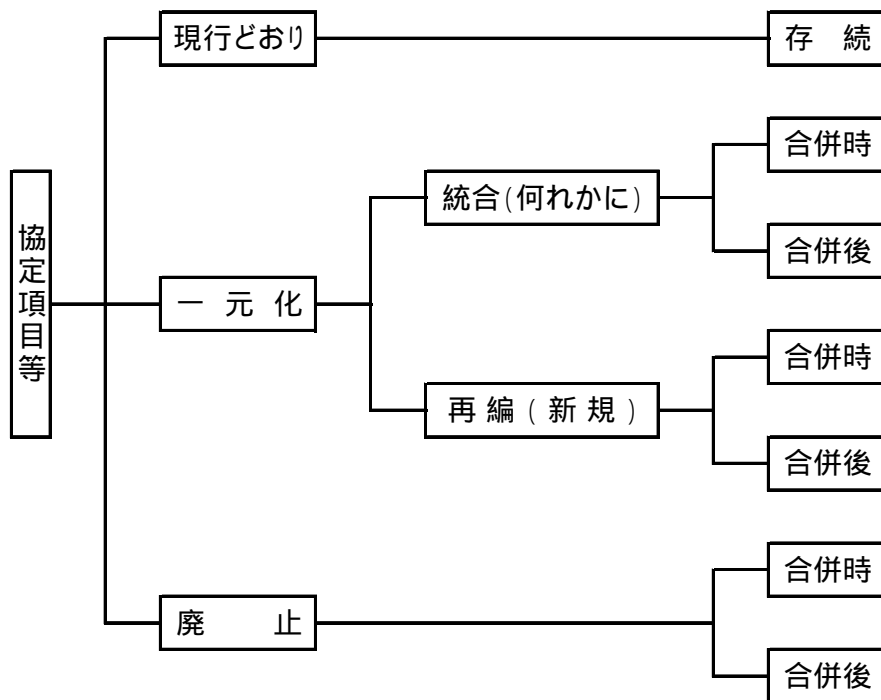 現行どおり
存続
合併時
統合(何れかに)
合併後
協定項目等
一元化
合併時
再編(新規)
合併後
合併時
廃止
合併後